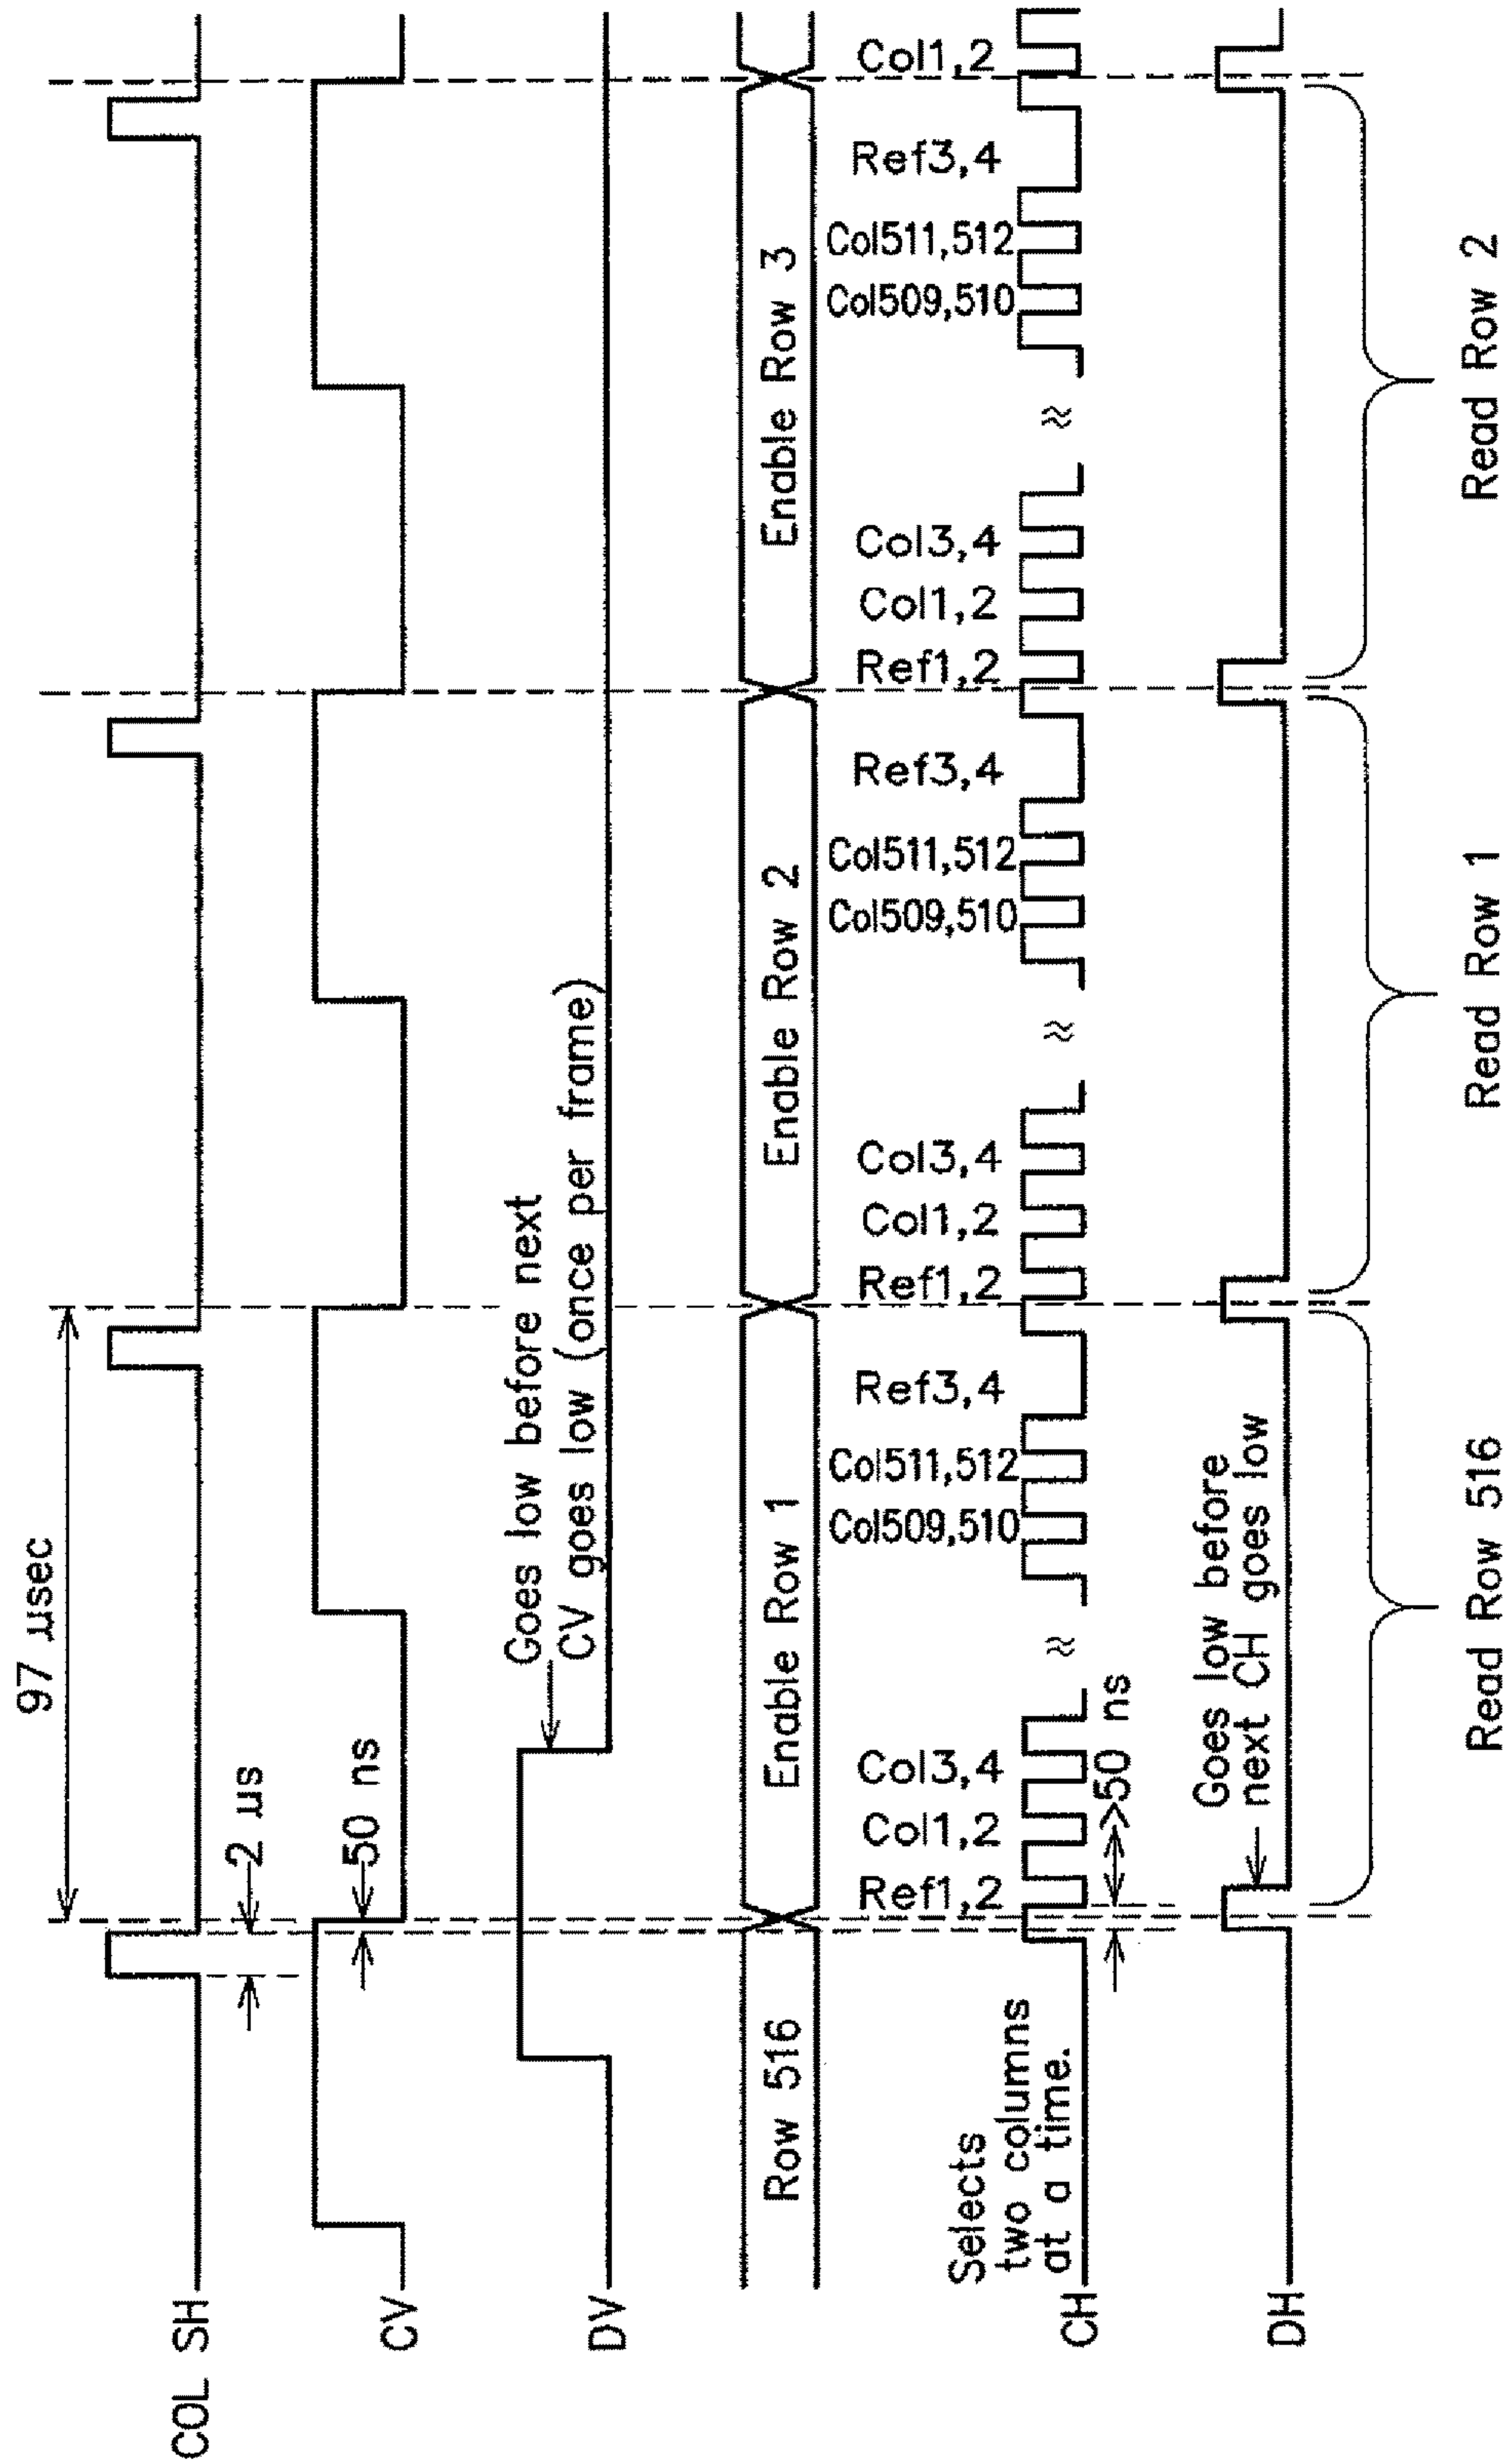 97 µsec
COL SH
2 µs
CV
50 ns
DV
Goes low before next
CV goes low (once per frame)
Row 516
Enable Row 1
Enable Row 2
Enable Row 3
Selects
two columns
at a time.
Ref1,2
Col1,2
Col3,4
Col509,510
Col511,512
Ref3,4
Ref1,2
Col1,2
Col3,4
Col509,510
Col511,512
Ref3,4
Ref1,2
Col1,2
Col3,4
Col509,510
Col511,512
Ref3,4
Col1,2
CH
>50 ns
DH
Goes low before
next CH goes low
Read Row 516
Read Row 1
Read Row 2